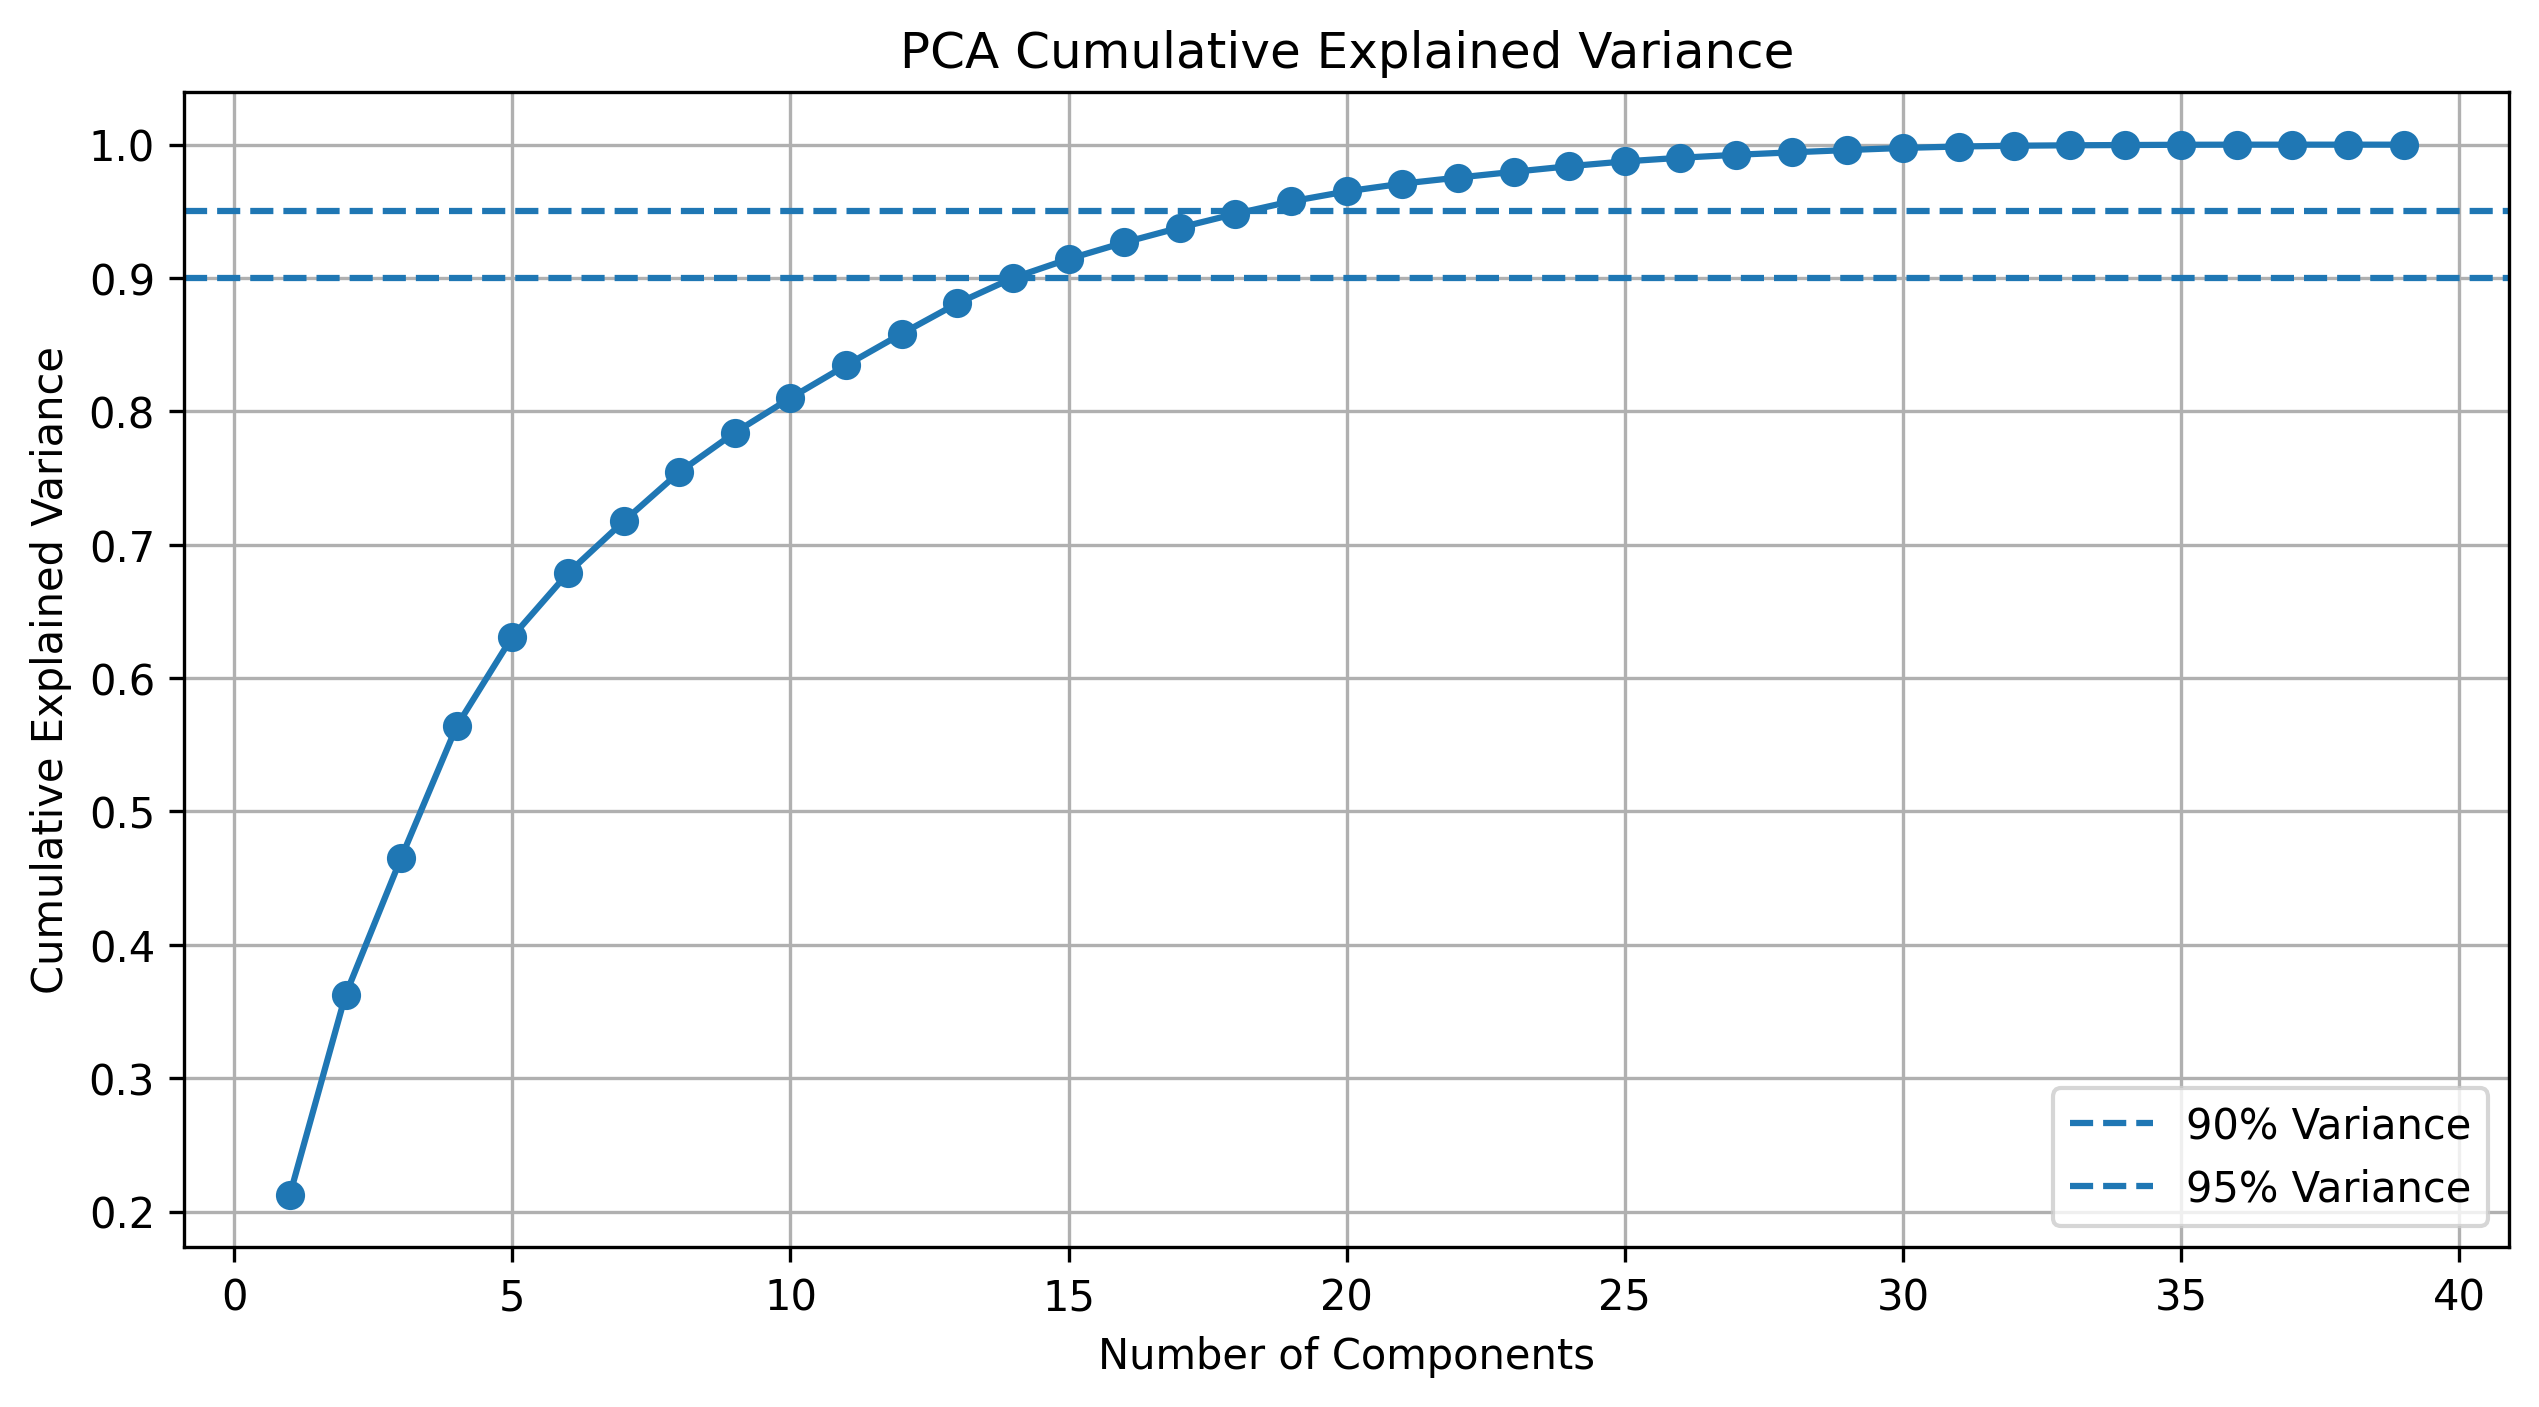 PCA Cumulative Explained Variance
Cumulative Explained Variance
1.0
0.9
0.8
0.7
0.6
0.5
0.4
0.3
0.2
90% Variance
95% Variance
0 5 10 15 20 25 30 35 40
Number of Components